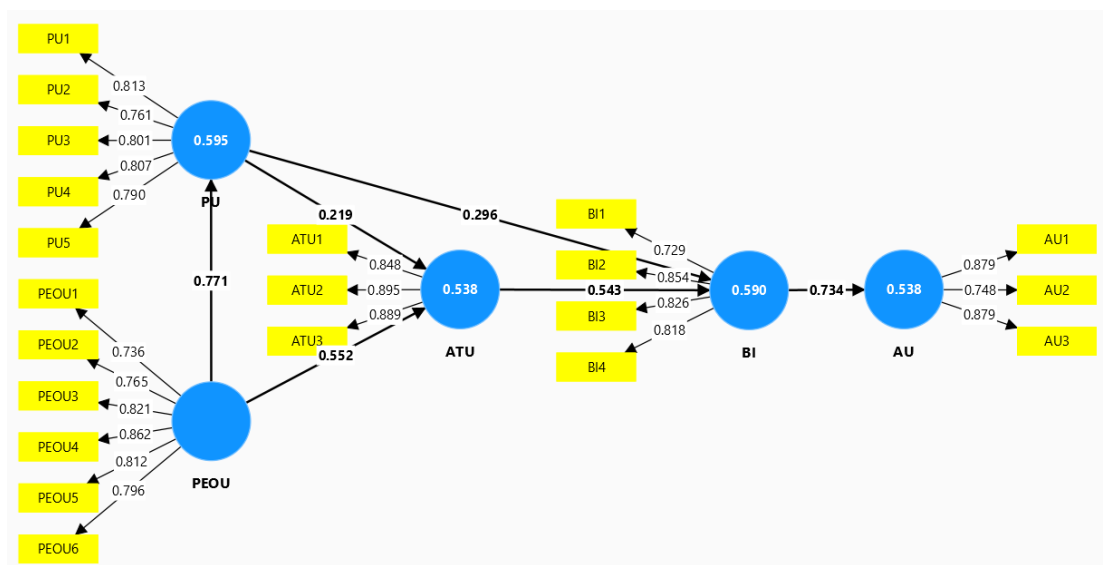 PU1
PU2
PU3
PU4
PU5
0.813
0.761
0.801
0.807
0.790
0.595
PU
0.219
0.296
0.771
PEOU1
PEOU2
PEOU3
PEOU4
PEOU5
PEOU6
0.736
0.765
0.821
0.862
0.812
0.796
PEOU
0.552
ATU1
ATU2
ATU3
0.848
0.895
0.889
0.538
ATU
0.543
BI1
BI2
BI3
BI4
0.729
0.854
0.826
0.818
0.590
BI
0.734
0.538
AU
0.879
0.748
0.879
AU1
AU2
AU3